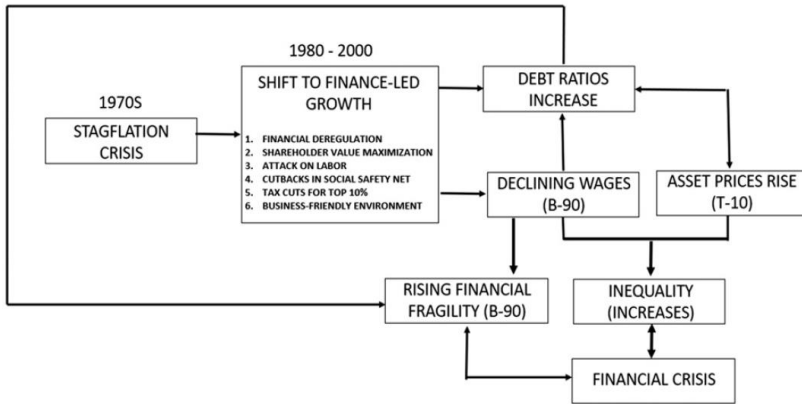 1980 - 2000
SHIFT TO FINANCE-LED
GROWTH
1. FINANCIAL DEREGULATION
2. SHAREHOLDER VALUE MAXIMIZATION
3. ATTACK ON LABOR
4. CUTBACKS IN SOCIAL SAFETY NET
5. TAX CUTS FOR TOP 10%
6. BUSINESS-FRIENDLY ENVIRONMENT
1970S
STAGFLATION
CRISIS
DEBT RATIOS
INCREASE
DECLINING WAGES
(B-90)
ASSET PRICES RISE
(T-10)
RISING FINANCIAL
FRAGILITY (B-90)
INEQUALITY
(INCREASES)
FINANCIAL CRISIS